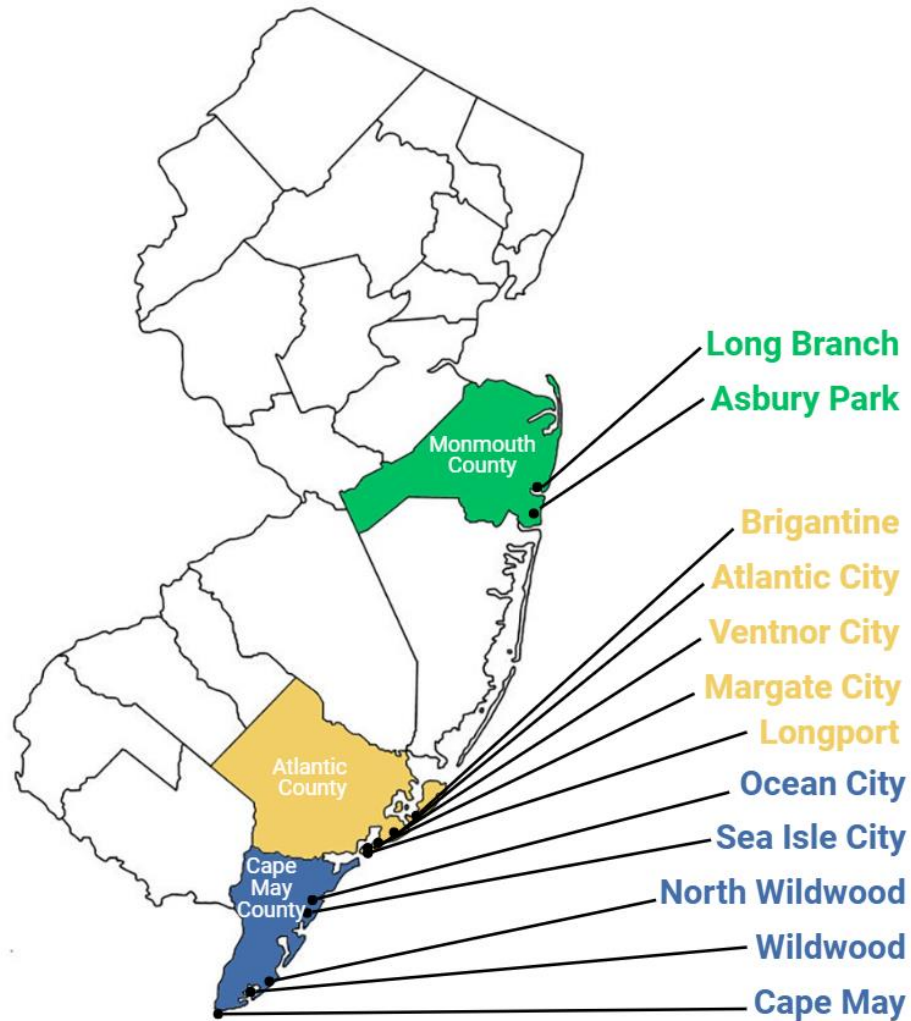 Long Branch
Asbury Park
Monmouth
County
Brigantine
Atlantic City
Ventnor City
Margate City
Longport
Atlantic
County
Ocean City
Sea Isle City
Cape
May
County
North Wildwood
Wildwood
Cape May